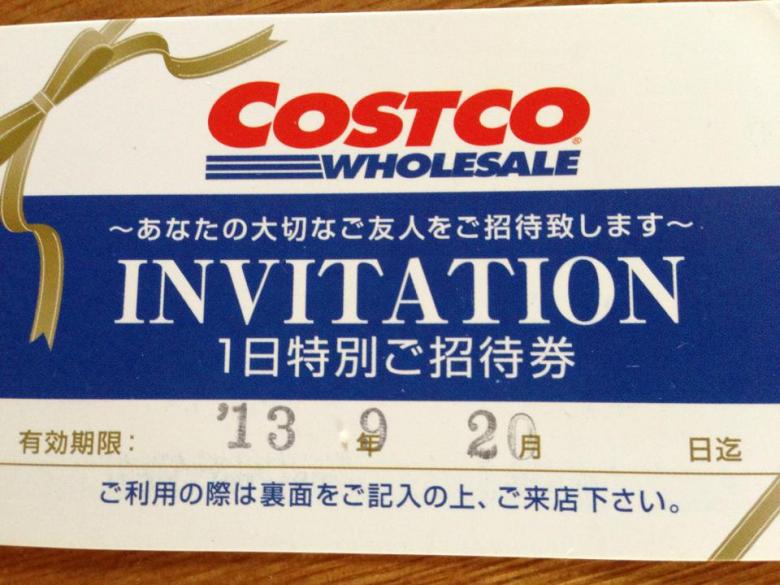 COSTCO
WHOLESALE
～あなたの大切なご友人をご招待致します～
INVITATION
1日特別ご招待券
有効期限: '13 年9 20月 日迄
ご利用の際は裏面をご記入の上、ご来店下さい。